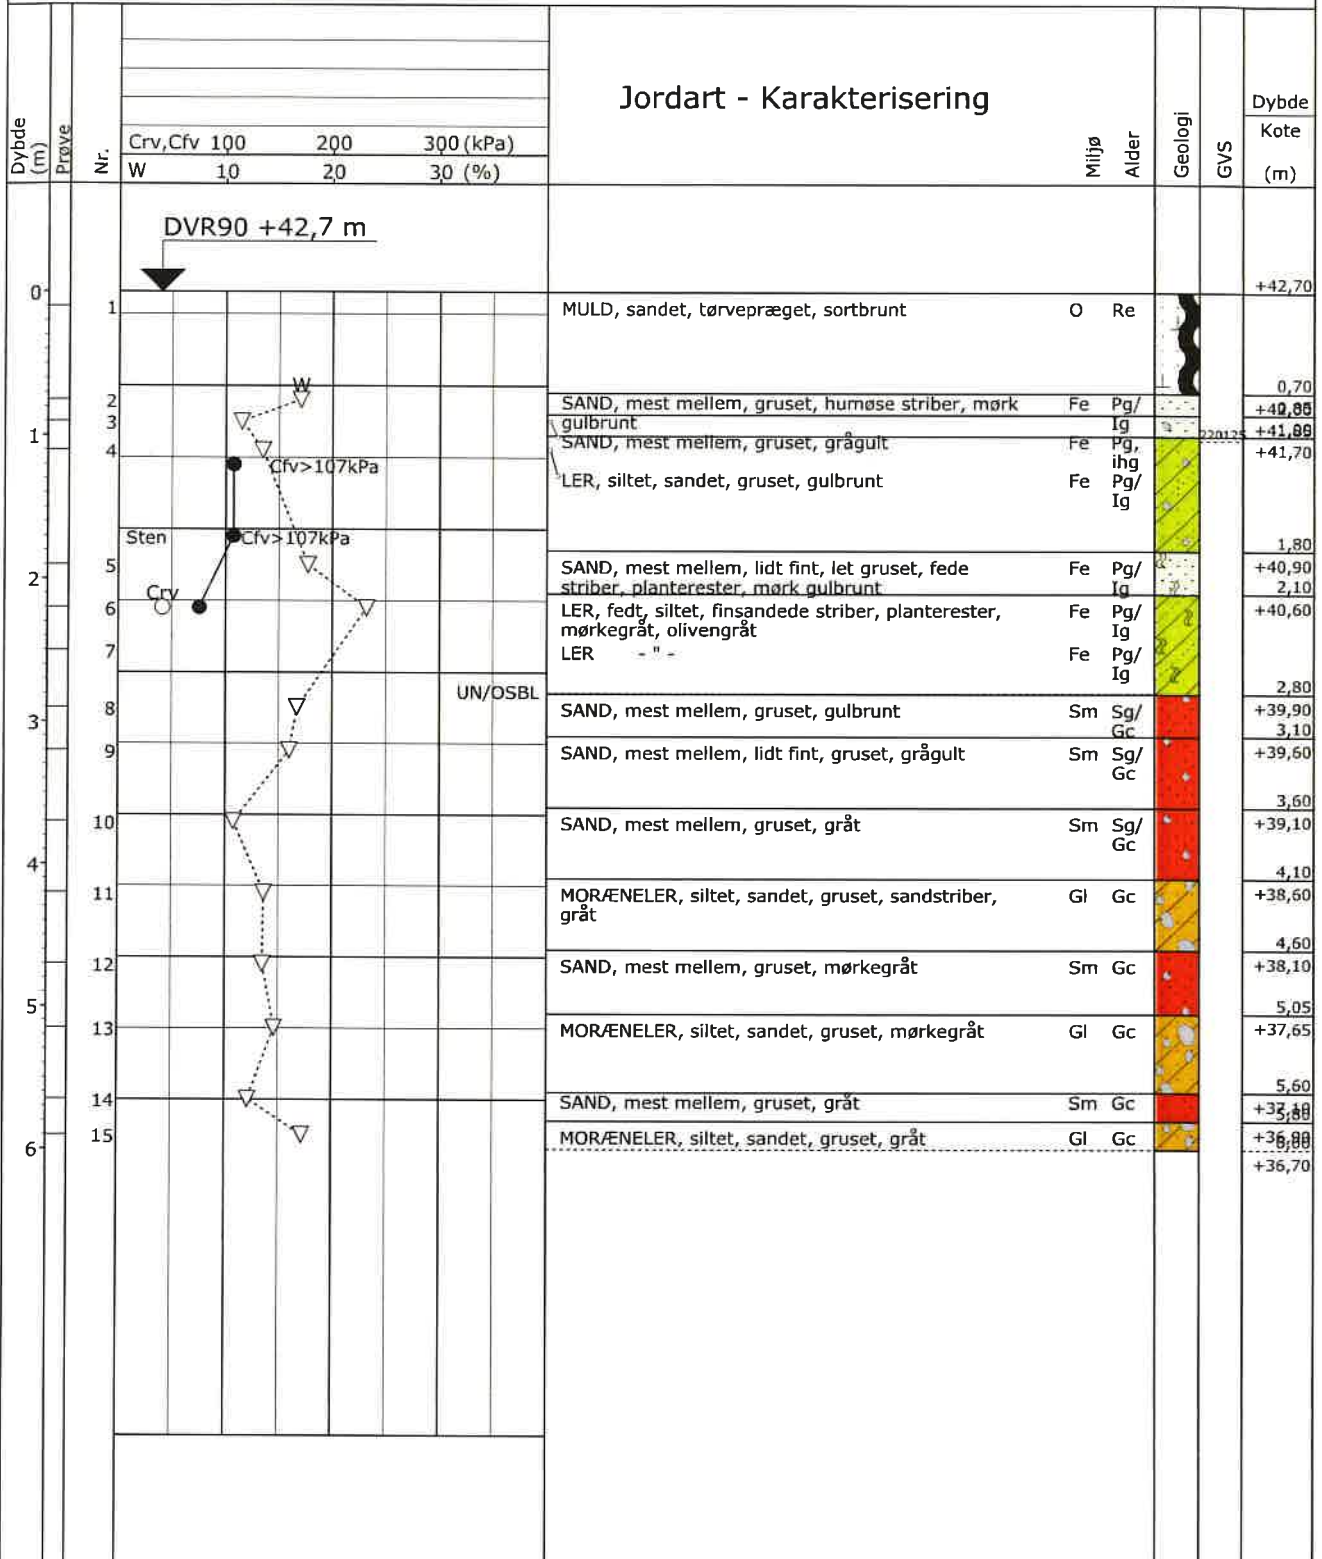 Jordart - Karakterisering
Dybde (m)
Prøve
Nr.
Crv,Cfv 100 200 300 (kPa)
W 10 20 30 (%)
Miljø
Alder
Geologi
GVS
Dybde
Kote
(m)
DVR90 +42,7 m
0
+42,70
1
MULD, sandet, tørvepræget, sortbrunt O Re
W
0,70
2
SAND, mest mellem, gruset, humøse striber, mørk Fe Pg/
gulbrunt Ig
3
1
220125
4
SAND, mest mellem, gruset, grågult Fe Pg,
ihg
+41,70
Cfv>107kPa
LER, siltet, sandet, gruset, gulbrunt Fe Pg/
Ig
Sten
Cfv>107kPa
1,80
5
SAND, mest mellem, lidt fint, let gruset, fede Fe Pg/
striber, planterester, mørk gulbrunt Ig
+40,90
2
2,10
Crv
6
LER, fedt, siltet, finsandede striber, planterester, Fe Pg/
mørkegråt, olivengråt Ig
+40,60
7
LER - " - Fe Pg/
Ig
UN/OSBL
2,80
8
SAND, mest mellem, gruset, gulbrunt Sm Sg/
Gc
+39,90
3
3,10
9
SAND, mest mellem, lidt fint, gruset, grågult Sm Sg/
Gc
+39,60
3,60
10
SAND, mest mellem, gruset, gråt Sm Sg/
Gc
+39,10
4
4,10
11
MORÆNELER, siltet, sandet, gruset, sandstriber, Gl Gc
gråt
+38,60
4,60
12
SAND, mest mellem, gruset, mørkegråt Sm Gc
+38,10
5
5,05
13
MORÆNELER, siltet, sandet, gruset, mørkegråt Gl Gc
+37,65
5,60
14
SAND, mest mellem, gruset, gråt Sm Gc
15
MORÆNELER, siltet, sandet, gruset, gråt Gl Gc
6
+36,70